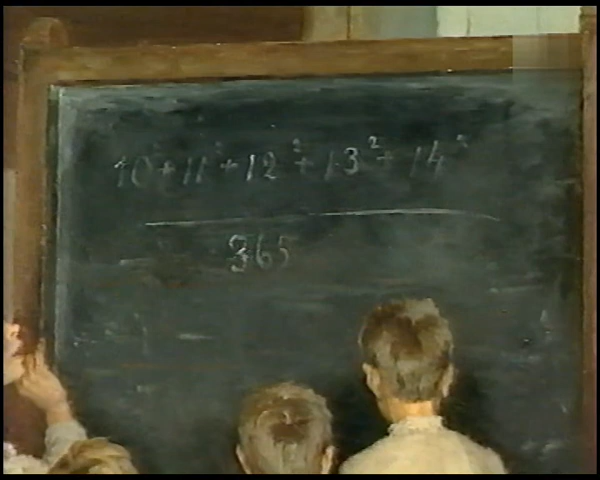 10² + 11² + 12² + 13² + 14²
365